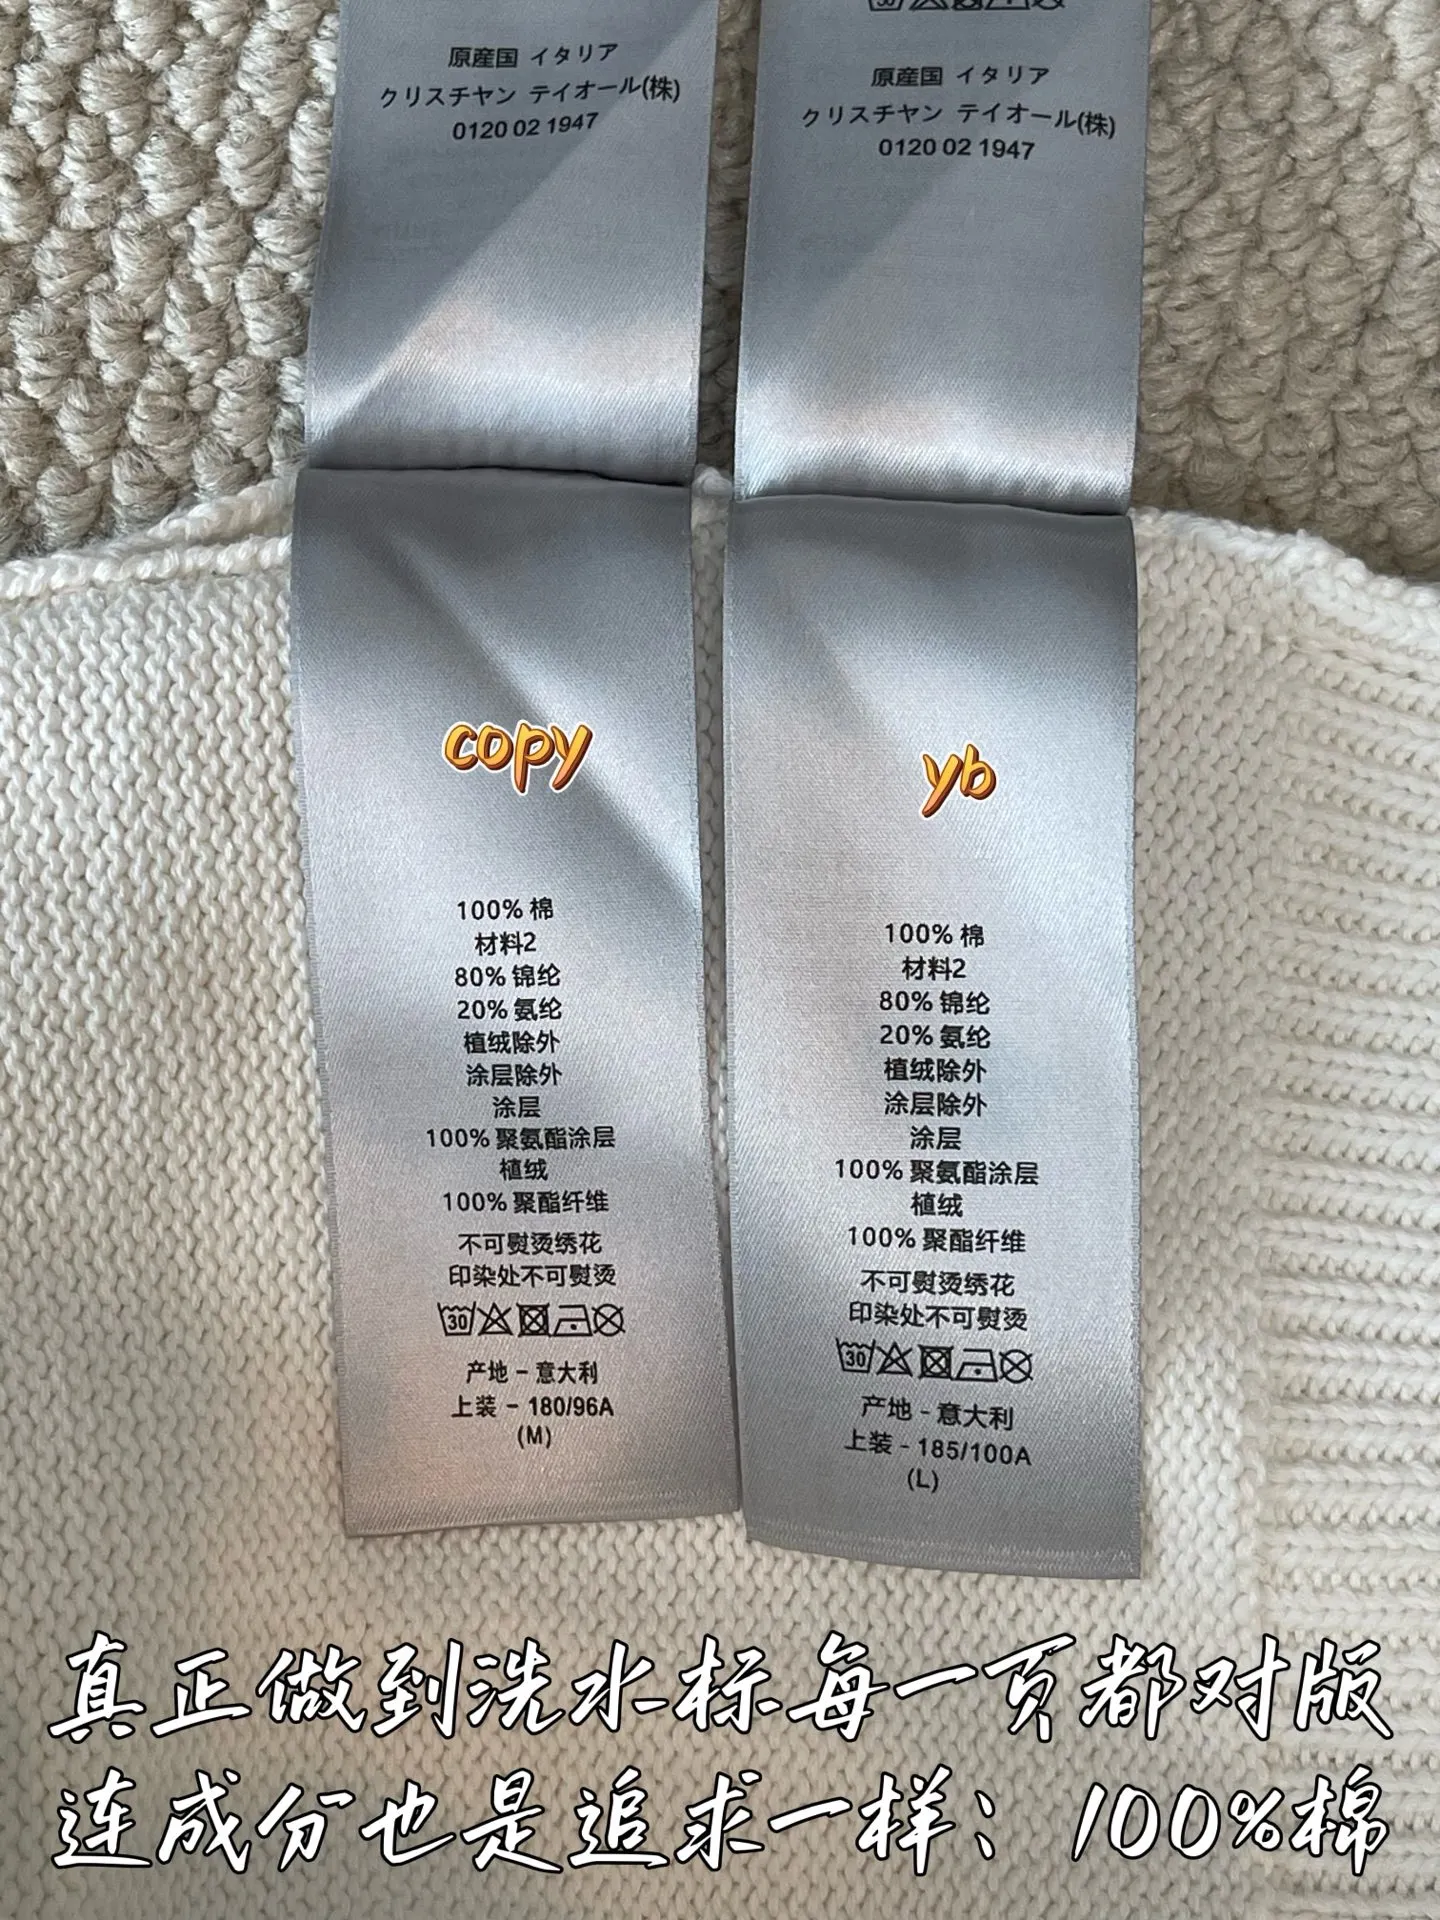 原産国 イタリア
クリスチヤン テイオール(株)
0120 02 1947
原産国 イタリア
クリスチヤン テイオール(株)
0120 02 1947
copy
100% 棉
材料2
80% 锦纶
20% 氨纶
植绒除外
涂层除外
涂层
100% 聚氨酯涂层
植绒
100% 聚酯纤维
不可熨烫绣花
印染处不可熨烫
30
产地 - 意大利
上装 - 180/96A
(M)
yb
100% 棉
材料2
80% 锦纶
20% 氨纶
植绒除外
涂层除外
涂层
100% 聚氨酯涂层
植绒
100% 聚酯纤维
不可熨烫绣花
印染处不可熨烫
30
产地 - 意大利
上装 - 185/100A
(L)
真正做到洗水标每一页都对版
连成分也是追求一样：100%棉